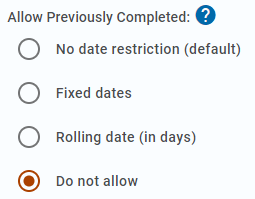 Allow Previously Completed: ?
No date restriction (default)
Fixed dates
Rolling date (in days)
Do not allow